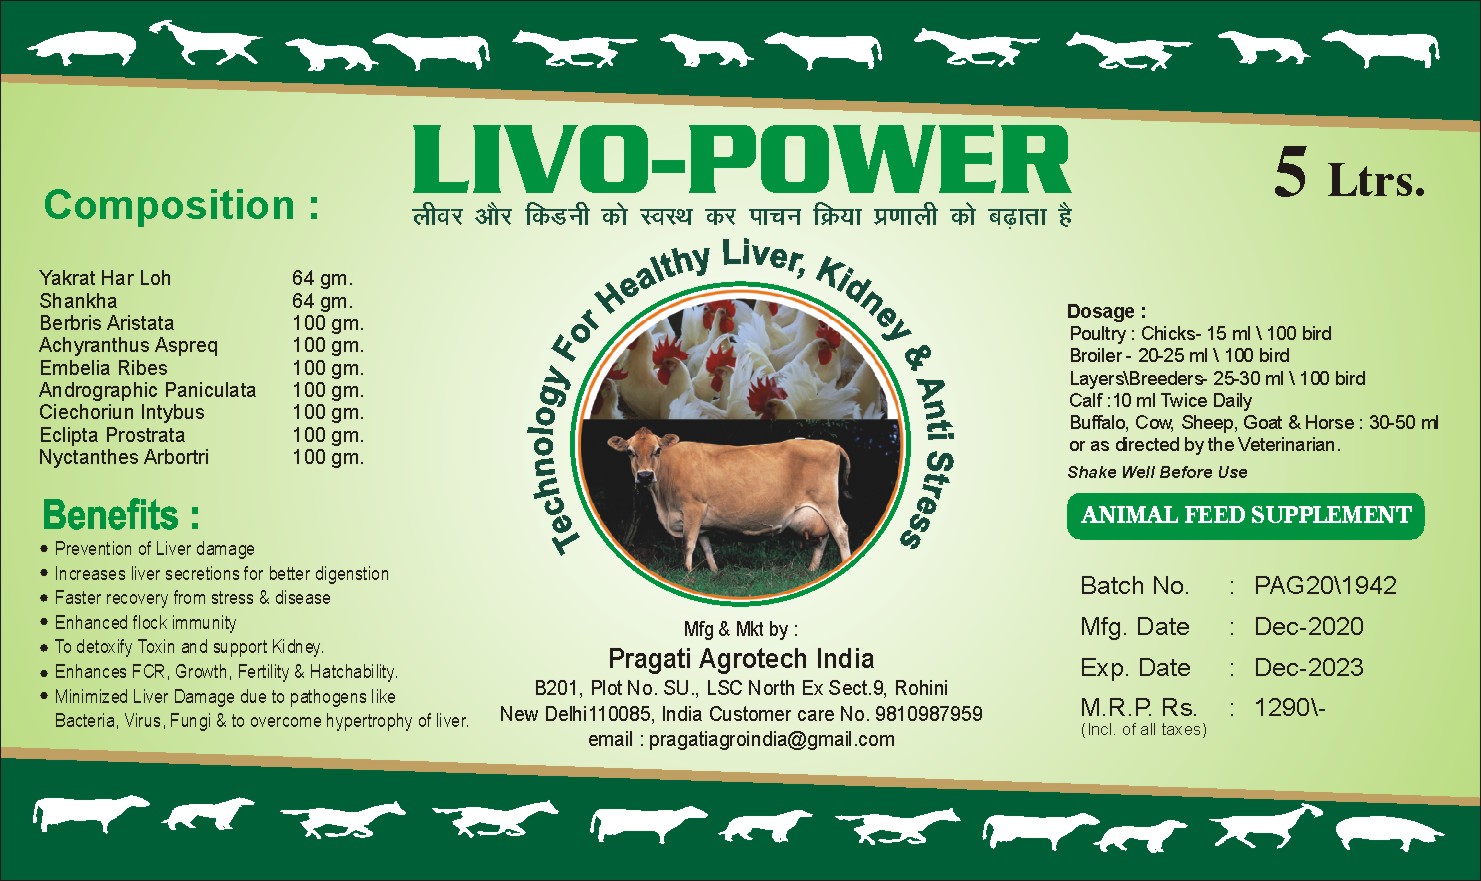 LIVO-POWER
लीवर और किडनी को स्वस्थ कर पाचन क्रिया प्रणाली को बढ़ाता है
5 Ltrs.
Composition :
Yakrat Har Loh 64 gm.
Shankha 64 gm.
Berbris Aristata 100 gm.
Achyranthus Aspreq 100 gm.
Embelia Ribes 100 gm.
Andrographic Paniculata 100 gm.
Ciechoriun Intybus 100 gm.
Eclipta Prostrata 100 gm.
Nyctanthes Arbortri 100 gm.
Benefits :
• Prevention of Liver damage
• Increases liver secretions for better digenstion
• Faster recovery from stress & disease
• Enhanced flock immunity
• To detoxify Toxin and support Kidney.
• Enhances FCR, Growth, Fertility & Hatchability.
• Minimized Liver Damage due to pathogens like
Bacteria, Virus, Fungi & to overcome hypertrophy of liver.
Technology For Healthy Liver, Kidney & Anti Stress
Mfg & Mkt by :
Pragati Agrotech India
B201, Plot No. SU., LSC North Ex Sect.9, Rohini
New Delhi110085, India Customer care No. 9810987959
email : pragatiagroindia@gmail.com
Dosage :
Poultry : Chicks- 15 ml \ 100 bird
Broiler - 20-25 ml \ 100 bird
Layers\Breeders- 25-30 ml \ 100 bird
Calf :10 ml Twice Daily
Buffalo, Cow, Sheep, Goat & Horse : 30-50 ml
or as directed by the Veterinarian.
Shake Well Before Use
ANIMAL FEED SUPPLEMENT
Batch No. : PAG20\1942
Mfg. Date : Dec-2020
Exp. Date : Dec-2023
M.R.P. Rs. : 1290\-
(Incl. of all taxes)